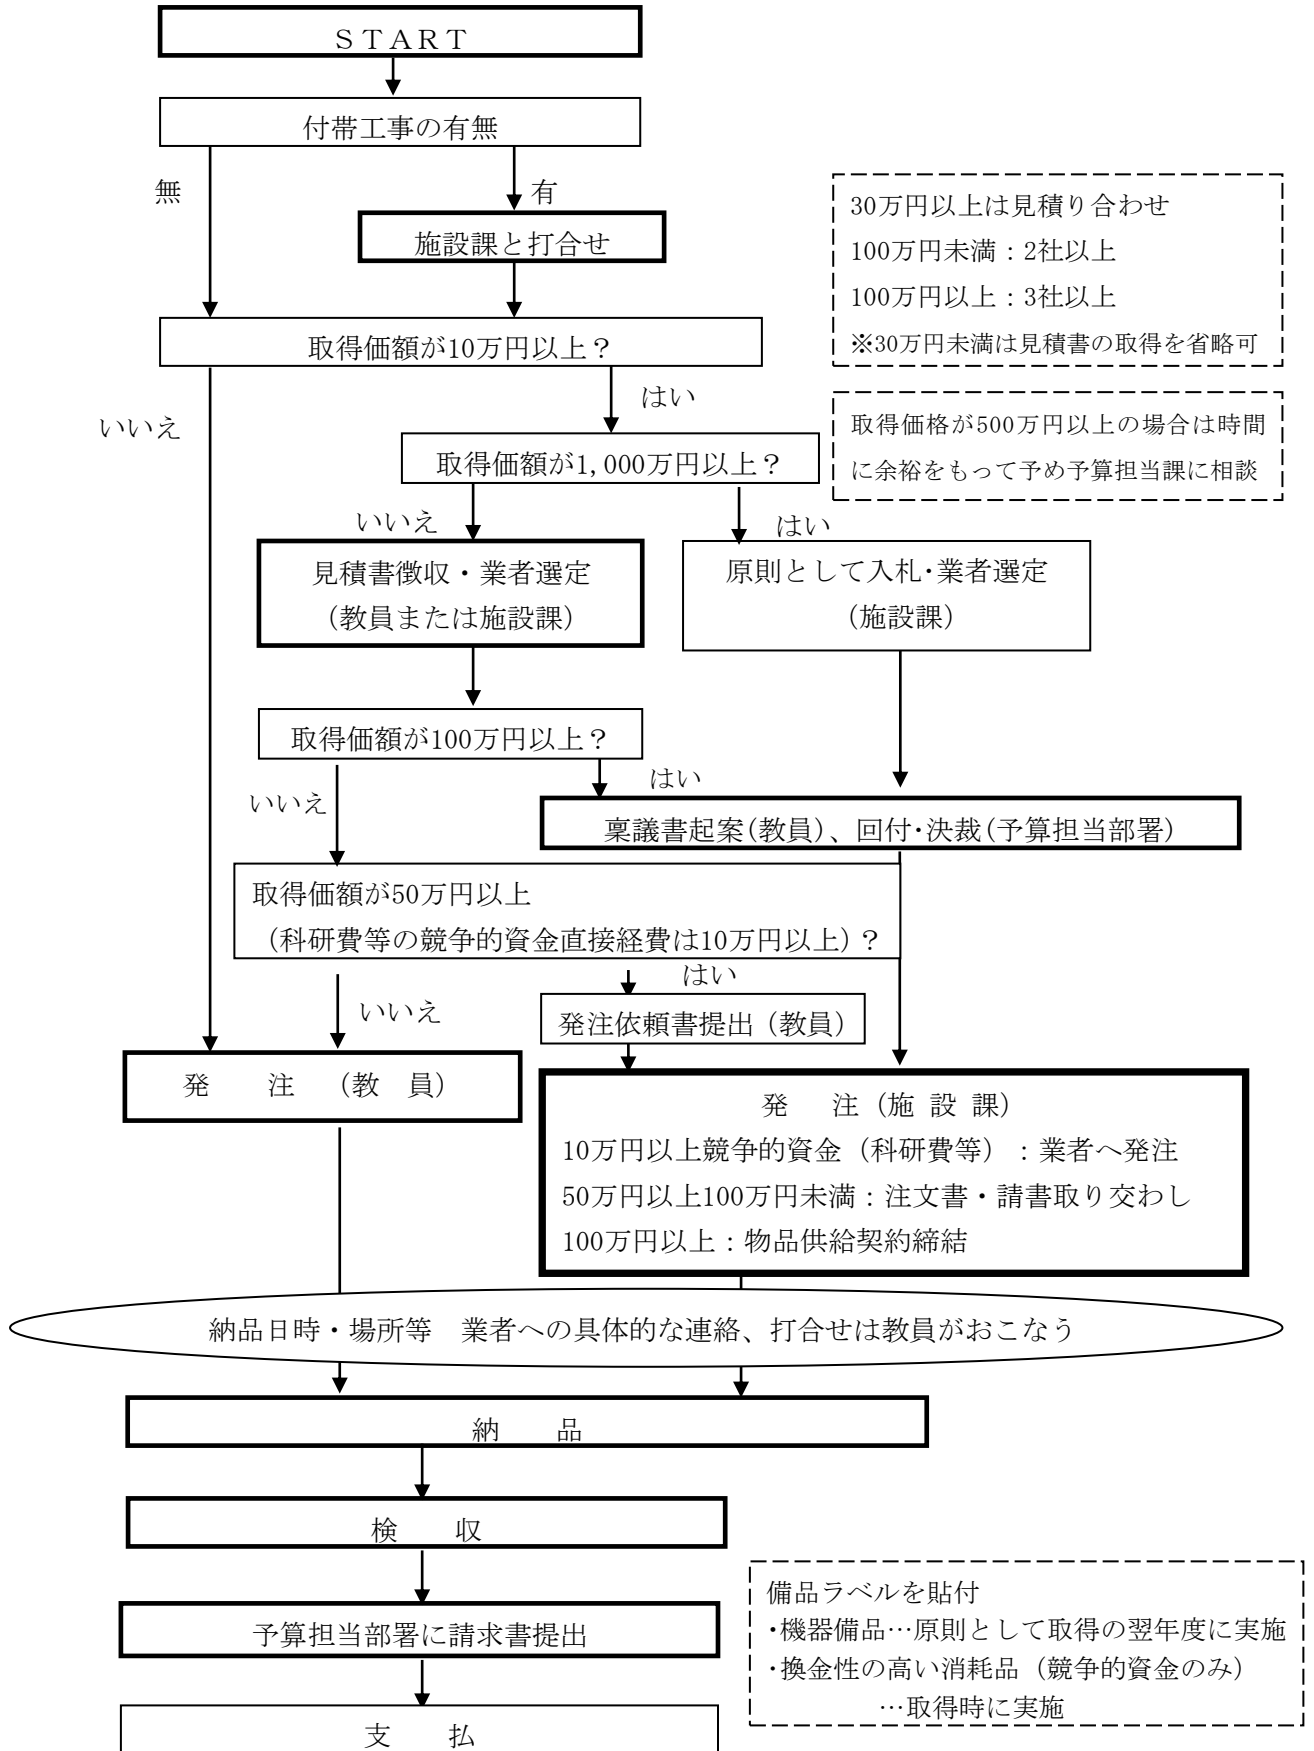 ＳＴＡＲＴ
付帯工事の有無
無
有
施設課と打合せ
30万円以上は見積り合わせ
100万円未満：2社以上
100万円以上：3社以上
※30万円未満は見積書の取得を省略可
取得価額が10万円以上？
いいえ
はい
取得価格が500万円以上の場合は時間
に余裕をもって予め予算担当課に相談
取得価額が1,000万円以上？
いいえ
はい
見積書徴収・業者選定
（教員または施設課）
原則として入札･業者選定
（施設課）
取得価額が100万円以上？
いいえ
はい
稟議書起案(教員)、回付･決裁(予算担当部署)
取得価額が50万円以上
（科研費等の競争的資金直接経費は10万円以上）？
はい
いいえ
発注依頼書提出（教員）
発　　注　（教　員）
発　注（施 設 課）
10万円以上競争的資金（科研費等）：業者へ発注
50万円以上100万円未満：注文書・請書取り交わし
100万円以上：物品供給契約締結
納品日時・場所等　業者への具体的な連絡、打合せは教員がおこなう
納　　品
検　　収
予算担当部署に請求書提出
備品ラベルを貼付
･機器備品…原則として取得の翌年度に実施
･換金性の高い消耗品（競争的資金のみ）
…取得時に実施
支　　払